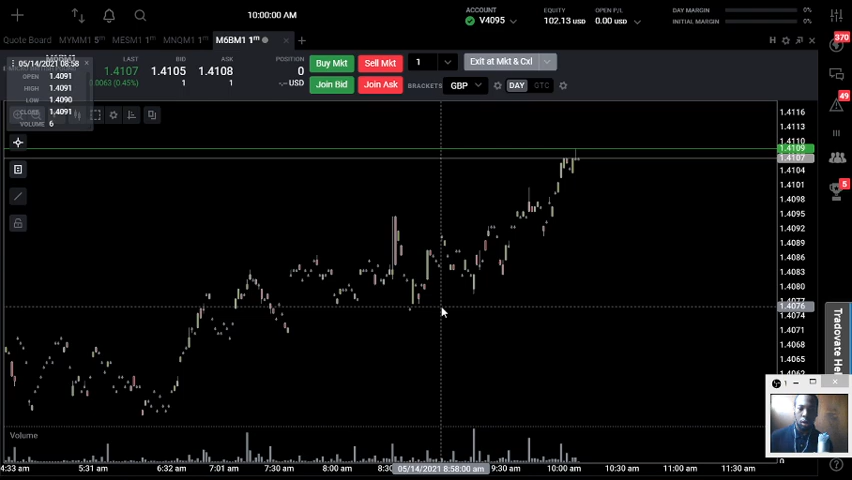 10:00:00 AM
ACCOUNT
V4095
EQUITY
102.13 USD
OPEN P/L
0.00 USD
DAY MARGIN
0%
INITIAL MARGIN
0%
Quote Board
MYMM1 5m
MESM1 1m
MNQM1 1m
M6BM1 1m
H
370
05/14/2021 08:58
OPEN 1.4091
HIGH 1.4091
LOW 1.4090
CLOSE 1.4091
VOLUME 6
LAST
1.4107
0.0063 (0.45%)
BID
1.4105
1
ASK
1.4108
1
POSITION
0
-.-- USD
Buy Mkt
Sell Mkt
1
Exit at Mkt & Cxl
Join Bid
Join Ask
BRACKETS
GBP
DAY
GTC
49
5
1.4116
1.4113
1.4110
1.4109
1.4107
1.4104
1.4101
1.4098
1.4095
1.4092
1.4089
1.4086
1.4083
1.4080
1.4077
1.4076
1.4074
1.4071
1.4068
1.4065
1.4062
Tradovate Hel
Volume
0
4:33 am
5:31 am
6:32 am
7:01 am
7:30 am
8:00 am
8:30
05/14/2021 8:58:00 am
9:30 am
10:00 am
10:30 am
11:00 am
11:30 am